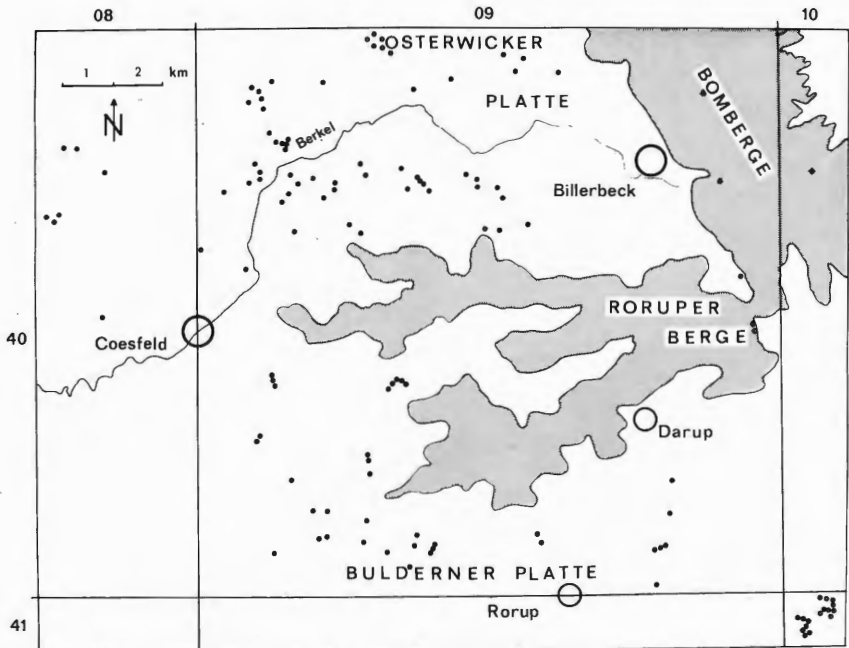 08 09 10
OSTERWICKER
1 2 km
N
PLATTE
BOMBERGE
Berkel
Billerbeck
RORUPER
40
Coesfeld
BERGE
Darup
BULDERNER PLATTE
Rorup
41